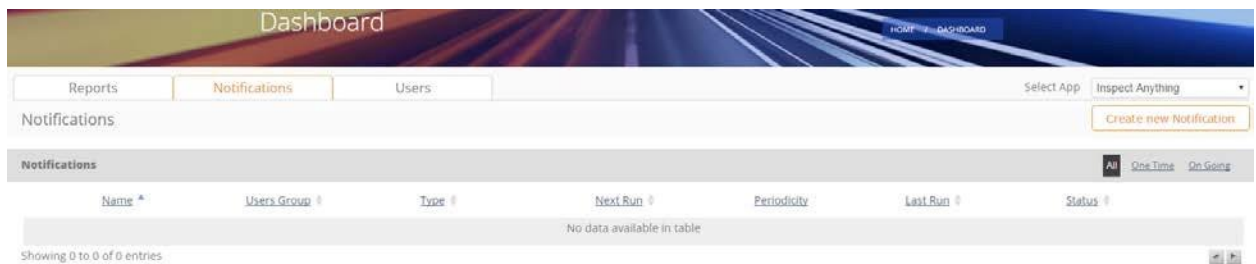 Dashboard
HOME / DASHBOARD
Reports Notifications Users Select App Inspect Anything
Notifications Create new Notification
Notifications All One Time On Going
Name Users Group Type Next Run Periodicity Last Run Status
No data available in table
Showing 0 to 0 of 0 entries